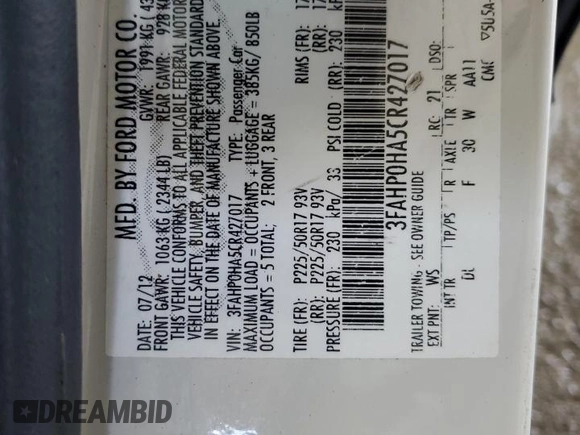 MFD. BY FORD MOTOR CO.
DATE: 07/12 GVWR: 1991 KG
FRONT GAWR: 1063 KG ( 2344 LB) REAR GAWR: 928 K
THIS VEHICLE CONFORMS TO ALL APPLICABLE FEDERAL MOTOR
VEHICLE SAFETY, BUMPER, AND THEFT PREVENTION STANDARD
IN EFFECT ON THE DATE OF MANUFACTURE SHOWN ABOVE.
VIN: 3FAHP0HA5CR427017 TYPE: Passenger Car
MAXIMUM LOAD = OCCUPANTS + LUGGAGE = 385KG/ 850LB
OCCUPANTS = 5 TOTAL; 2 FRONT, 3 REAR
TIRE (FR): P225/50R17 93V RIMS (FR): 17
TIRE (RR): P225/50R17 93V (RR): 17
PRESSURE (FR): 230 kPa/ 33 PSI COLD (RR): 230
3FAHP0HA5CR427017
TRAILER TOWING - SEE OWNER GUIDE
EXT PNT: WS RC: 21 DSO:
INT TR TP/PS R AXLE TR SPR
DL F 30 W AA11
CMC
▽SUSA
DREAMBID